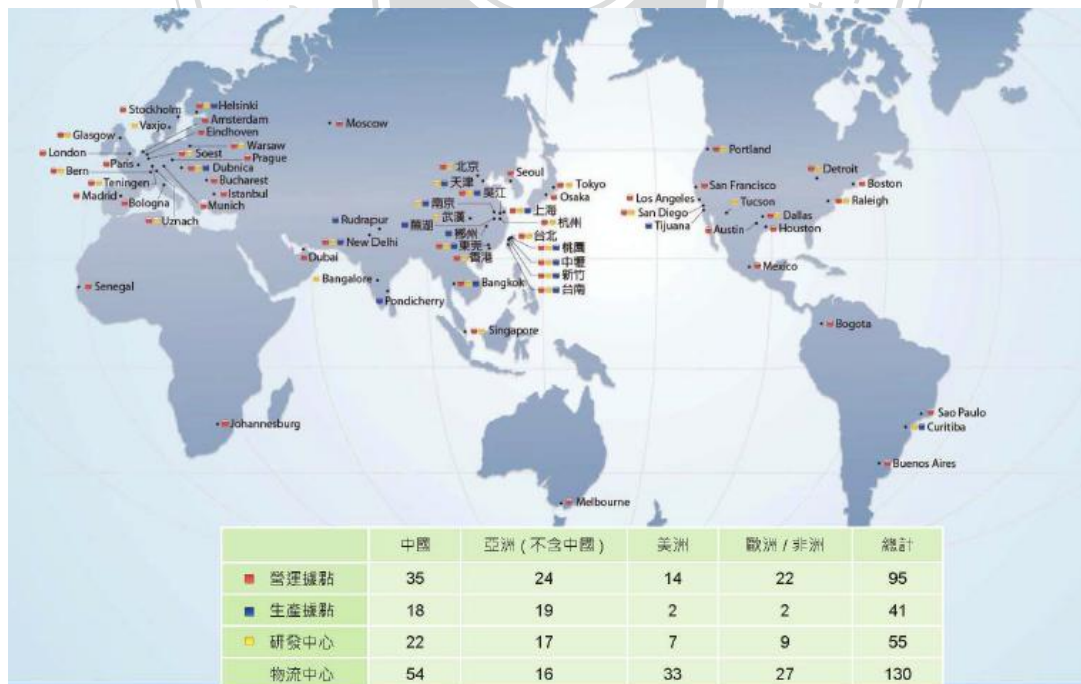 Helsinki
Stockholm
Amsterdam
Vaxjo
Eindhoven
Moscow
Glasgow
Warsaw
London
Soest
Prague
Paris
Dubnica
Bern
Bucharest
Teningen
Istanbul
Madrid
Bologna
Munich
Uznach
Dubai
Senegal
Johannesburg
北京
天津
吳江
南京
武漢
蕪湖
鄭州
東莞
香港
上海
杭州
台北
桃園
中壢
新竹
台南
Seoul
Tokyo
Osaka
Rudrapur
New Delhi
Bangalore
Pondicherry
Bangkok
Singapore
Melbourne
Portland
Detroit
San Francisco
Boston
Los Angeles
Tucson
Raleigh
San Diego
Dallas
Tijuana
Austin
Houston
Mexico
Bogota
Sao Paulo
Curitiba
Buenos Aires
中國 亞洲 ( 不含中國 ) 美洲 歐洲 / 非洲 總計
營運據點 35 24 14 22 95
生產據點 18 19 2 2 41
研發中心 22 17 7 9 55
物流中心 54 16 33 27 130